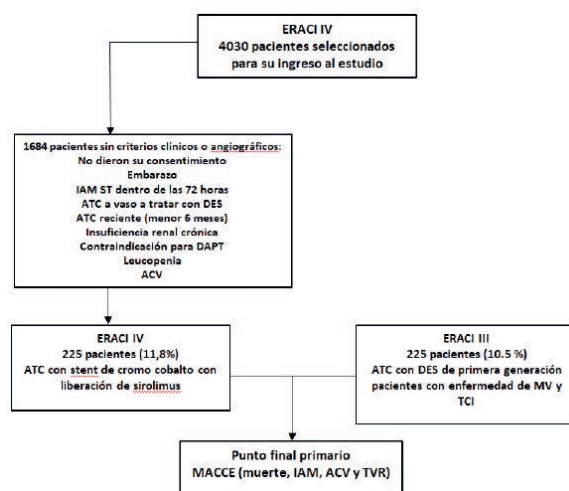 ERACI IV
4030 pacientes seleccionados
para su ingreso al estudio
1684 pacientes sin criterios clínicos o angiográficos:
No dieron su consentimiento
Embarazo
IAM ST dentro de las 72 horas
ATC a vaso a tratar con DES
ATC reciente (menor 6 meses)
Insuficiencia renal crónica
Contraindicación para DAPT
Leucopenia
ACV
ERACI IV
225 pacientes (11,8%)
ATC con stent de cromo cobalto con
liberación de sirolimus
ERACI III
225 pacientes (10.5 %)
ATC con DES de primera generación
pacientes con enfermedad de MV y
TCI
Punto final primario
MACCE (muerte, IAM, ACV y TVR)